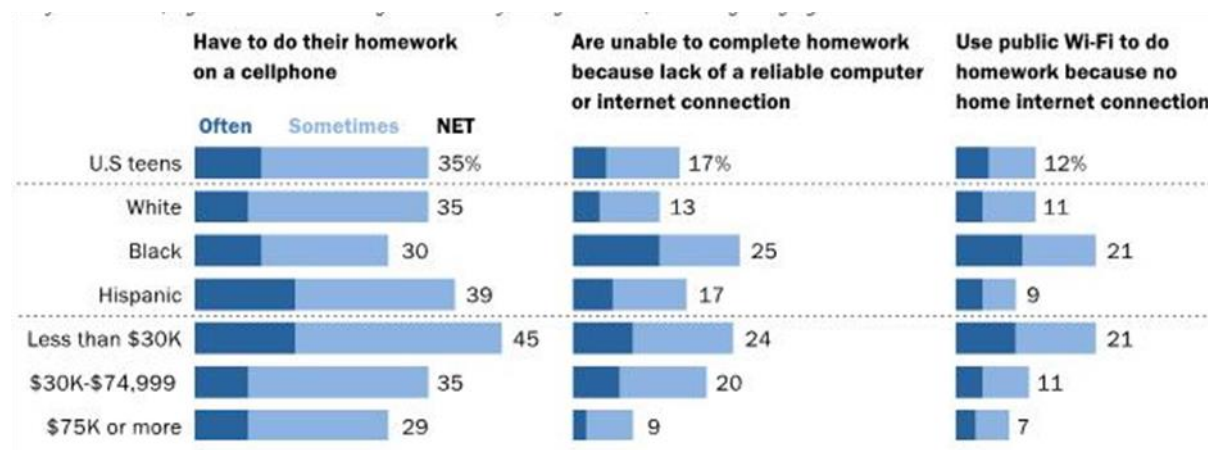 Have to do their homework
on a cellphone
Are unable to complete homework
because lack of a reliable computer
or internet connection
Use public Wi-Fi to do
homework because no
home internet connection
Often Sometimes NET
U.S teens 35% 17% 12%
White 35 13 11
Black 30 25 21
Hispanic 39 17 9
Less than $30K 45 24 21
$30K-$74,999 35 20 11
$75K or more 29 9 7